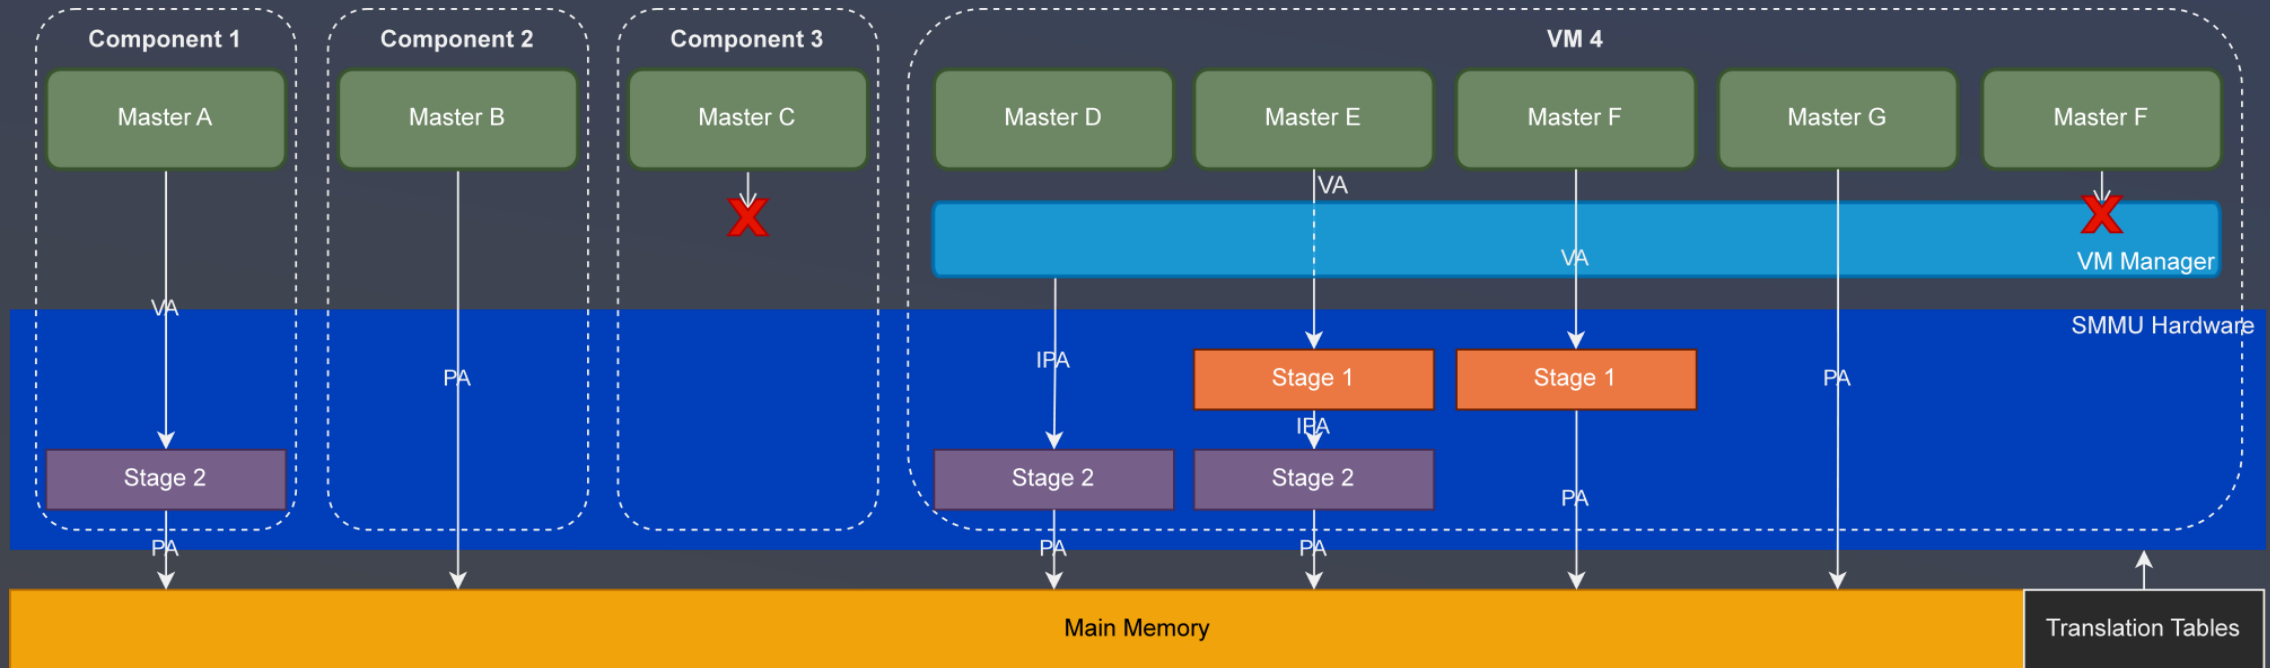 Component 1
Component 2
Component 3
VM 4
Master A
Master B
Master C
Master D
Master E
Master F
Master G
Master F
VA
VA
VM Manager
VA
SMMU Hardware
IPA
PA
Stage 1
Stage 1
PA
IPA
Stage 2
Stage 2
Stage 2
PA
PA
PA
PA
Main Memory
Translation Tables